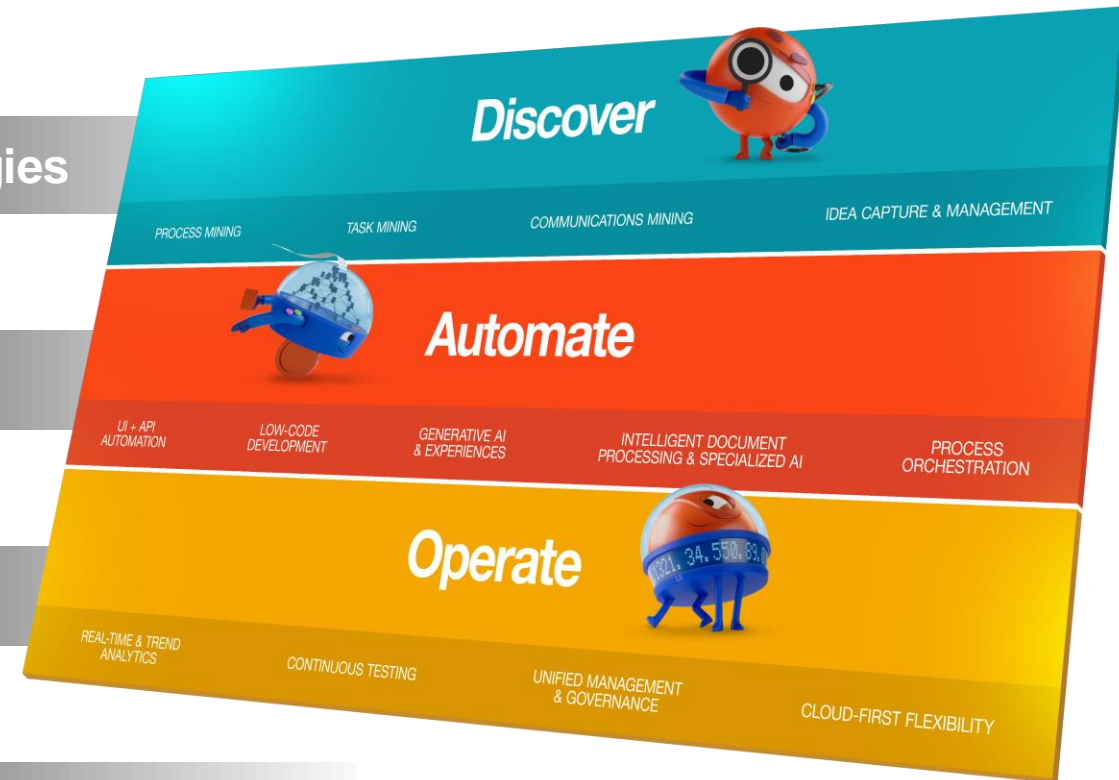 gies
Discover
PROCESS MINING
TASK MINING
COMMUNICATIONS MINING
IDEA CAPTURE & MANAGEMENT
Automate
UI + API
AUTOMATION
LOW-CODE
DEVELOPMENT
GENERATIVE AI
& EXPERIENCES
INTELLIGENT DOCUMENT
PROCESSING & SPECIALIZED AI
PROCESS
ORCHESTRATION
Operate
REAL-TIME & TREND
ANALYTICS
CONTINUOUS TESTING
UNIFIED MANAGEMENT
& GOVERNANCE
CLOUD-FIRST FLEXIBILITY